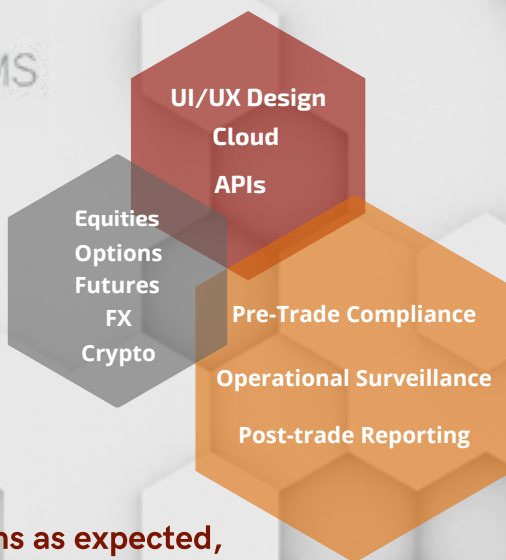 MS
UI/UX Design
Cloud
APIs
Equities
Options
Futures
FX
Crypto
Pre-Trade Compliance
Operational Surveillance
Post-trade Reporting
as expected,